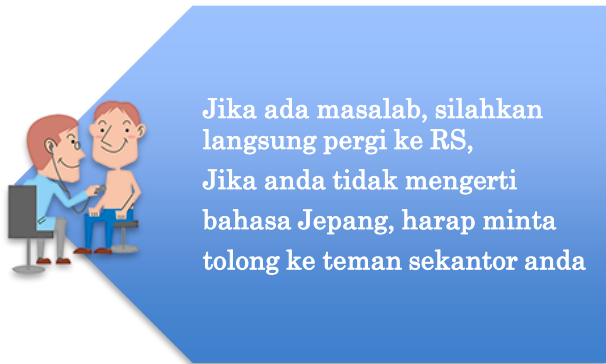 Jika ada masalab, silahkan
langsung pergi ke RS,
Jika anda tidak mengerti
bahasa Jepang, harap minta
tolong ke teman sekantor anda